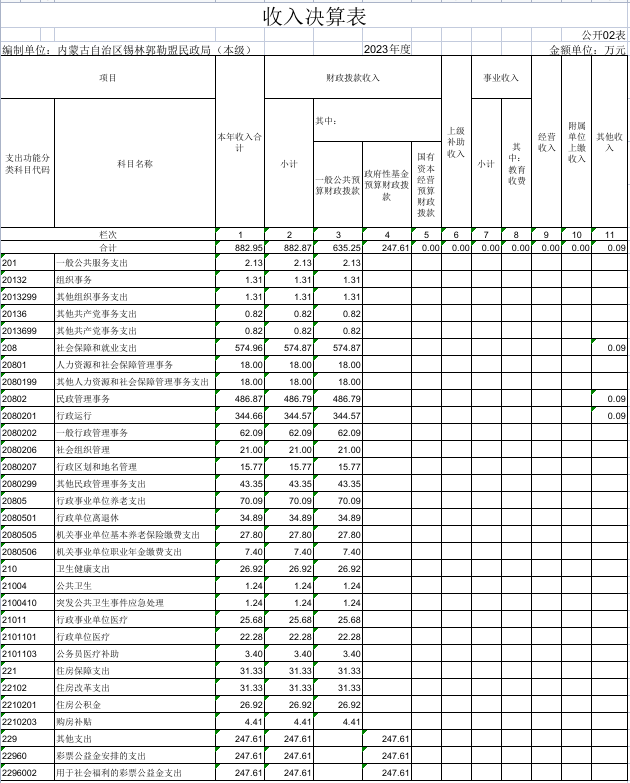 收入决算表
公开02表
编制单位：内蒙古自治区锡林郭勒盟民政局（本级） 2023年度 金额单位：万元
项目 本年收入合计 财政拨款收入 上级补助收入 事业收入 经营收入 附属单位上缴收入 其他收入
支出功能分类科目代码 科目名称 小计 其中： 小计 其中：教育收费
一般公共预算财政拨款 政府性基金预算财政拨款 国有资本经营预算财政拨款
栏次 1 2 3 4 5 6 7 8 9 10 11
合计 882.95 882.87 635.25 247.61 0.00 0.00 0.00 0.00 0.00 0.00 0.09
201 一般公共服务支出 2.13 2.13 2.13
20132 组织事务 1.31 1.31 1.31
2013299 其他组织事务支出 1.31 1.31 1.31
20136 其他共产党事务支出 0.82 0.82 0.82
2013699 其他共产党事务支出 0.82 0.82 0.82
208 社会保障和就业支出 574.96 574.87 574.87 0.09
20801 人力资源和社会保障管理事务 18.00 18.00 18.00
2080199 其他人力资源和社会保障管理事务支出 18.00 18.00 18.00
20802 民政管理事务 486.87 486.79 486.79 0.09
2080201 行政运行 344.66 344.57 344.57 0.09
2080202 一般行政管理事务 62.09 62.09 62.09
2080206 社会组织管理 21.00 21.00 21.00
2080207 行政区划和地名管理 15.77 15.77 15.77
2080299 其他民政管理事务支出 43.35 43.35 43.35
20805 行政事业单位养老支出 70.09 70.09 70.09
2080501 行政单位离退休 34.89 34.89 34.89
2080505 机关事业单位基本养老保险缴费支出 27.80 27.80 27.80
2080506 机关事业单位职业年金缴费支出 7.40 7.40 7.40
210 卫生健康支出 26.92 26.92 26.92
21004 公共卫生 1.24 1.24 1.24
2100410 突发公共卫生事件应急处理 1.24 1.24 1.24
21011 行政事业单位医疗 25.68 25.68 25.68
2101101 行政单位医疗 22.28 22.28 22.28
2101103 公务员医疗补助 3.40 3.40 3.40
221 住房保障支出 31.33 31.33 31.33
22102 住房改革支出 31.33 31.33 31.33
2210201 住房公积金 26.92 26.92 26.92
2210203 购房补贴 4.41 4.41 4.41
229 其他支出 247.61 247.61 247.61
22960 彩票公益金安排的支出 247.61 247.61 247.61
2296002 用于社会福利的彩票公益金支出 247.61 247.61 247.61